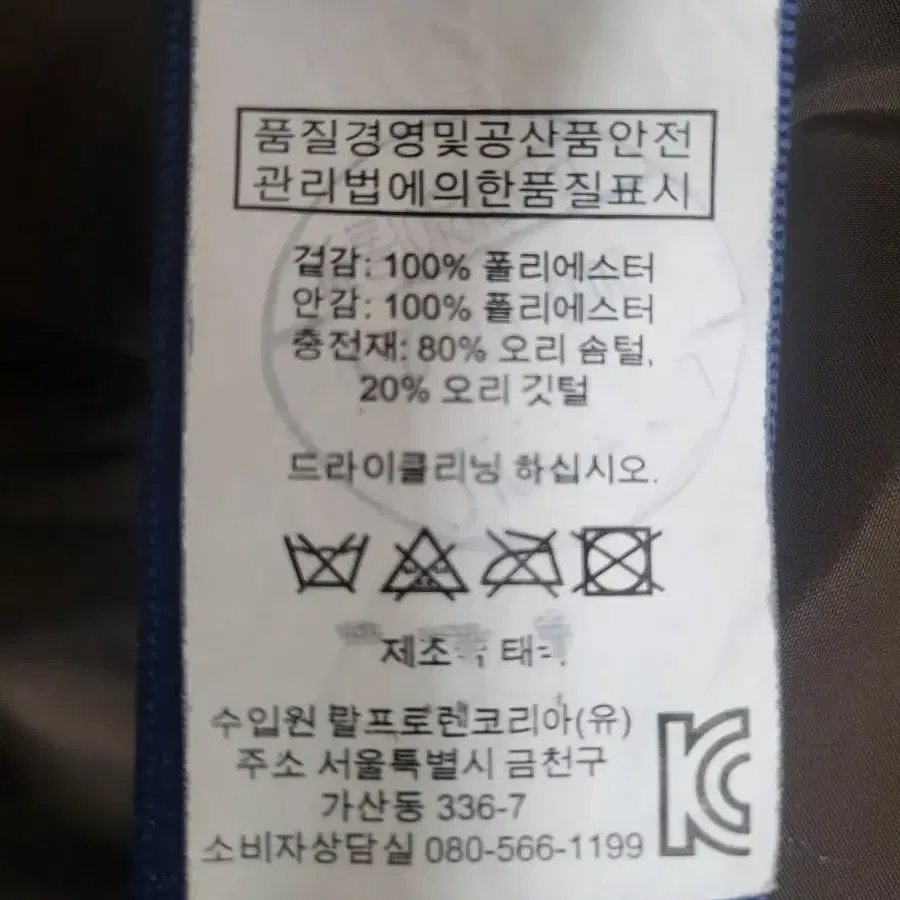 품질경영및공산품안전
관리법에의한품질표시
겉감: 100% 폴리에스터
안감: 100% 폴리에스터
충전재: 80% 오리 솜털,
20% 오리 깃털
드라이클리닝 하십시오.
수입원 랄프로렌코리아(유)
주소 서울특별시 금천구
가산동 336-7
소비자상담실 080-566-1199